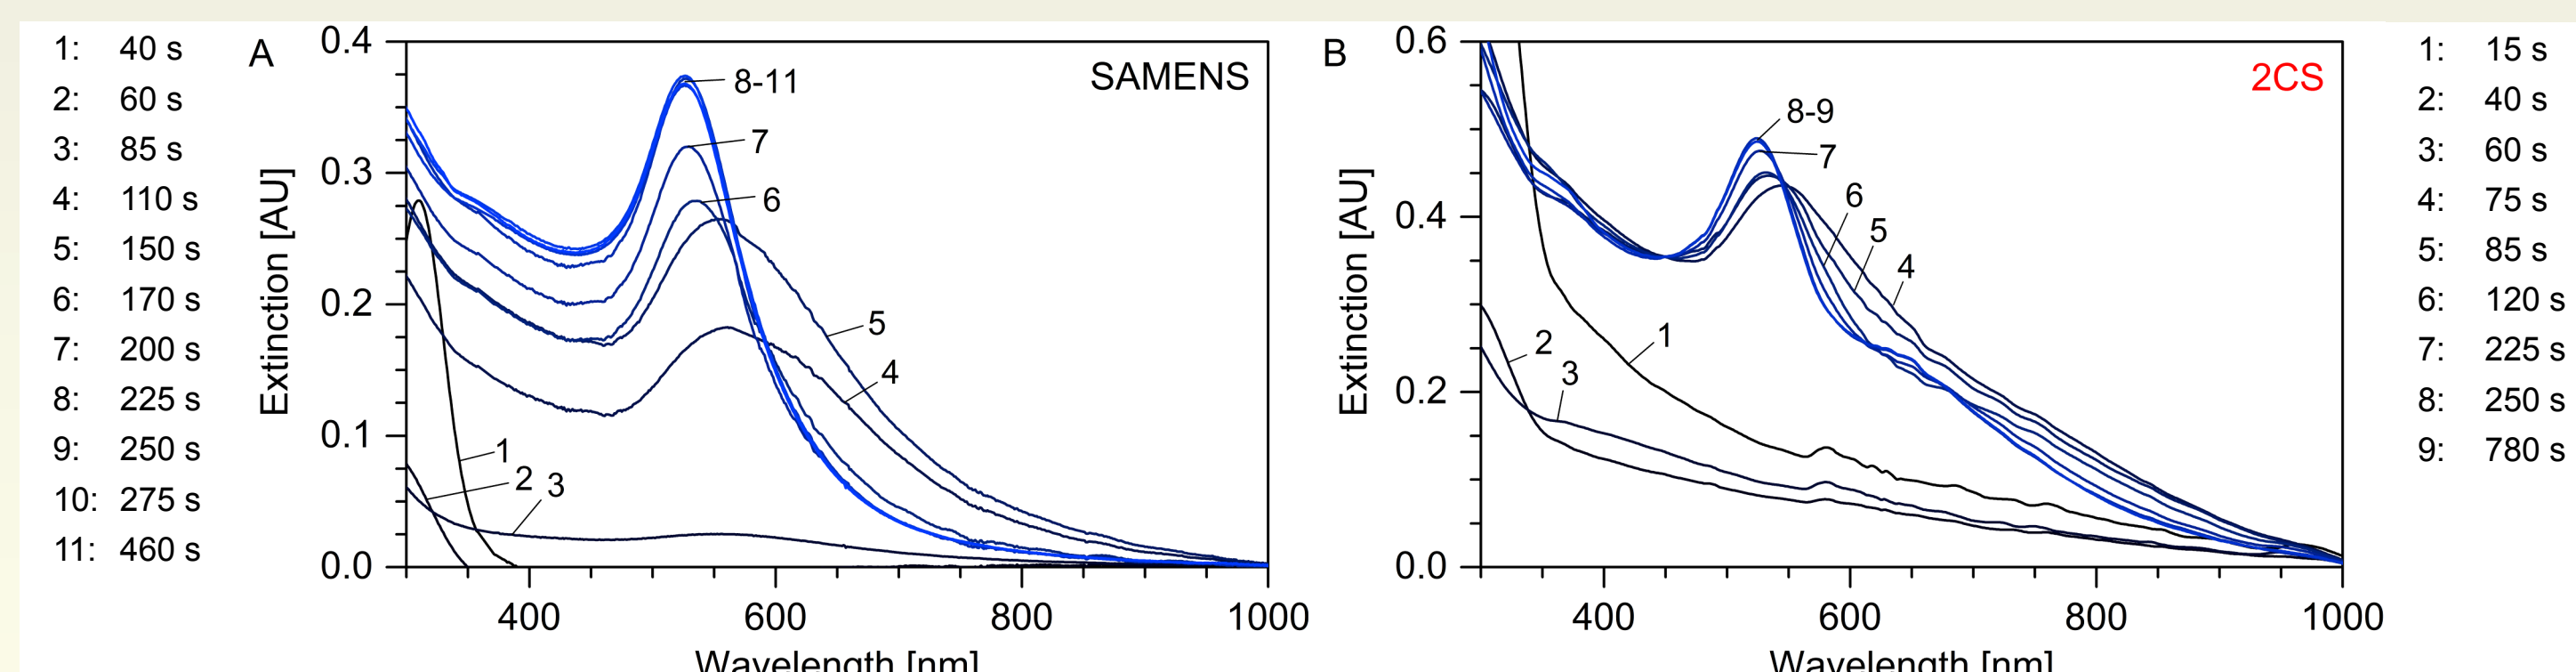 1: 40 s
2: 60 s
3: 85 s
4: 110 s
5: 150 s
6: 170 s
7: 200 s
8: 225 s
9: 250 s
10: 275 s
11: 460 s
A
SAMENS
Extinction [AU]
0.4
0.3
0.2
0.1
0.0
8-11
7
6
5
4
1
2
3
400 600 800 1000
Wavelength [nm]
B
2CS
Extinction [AU]
0.6
0.4
0.2
0.0
8-9
7
6
5
4
1
2
3
400 600 800 1000
Wavelength [nm]
1: 15 s
2: 40 s
3: 60 s
4: 75 s
5: 85 s
6: 120 s
7: 225 s
8: 250 s
9: 780 s